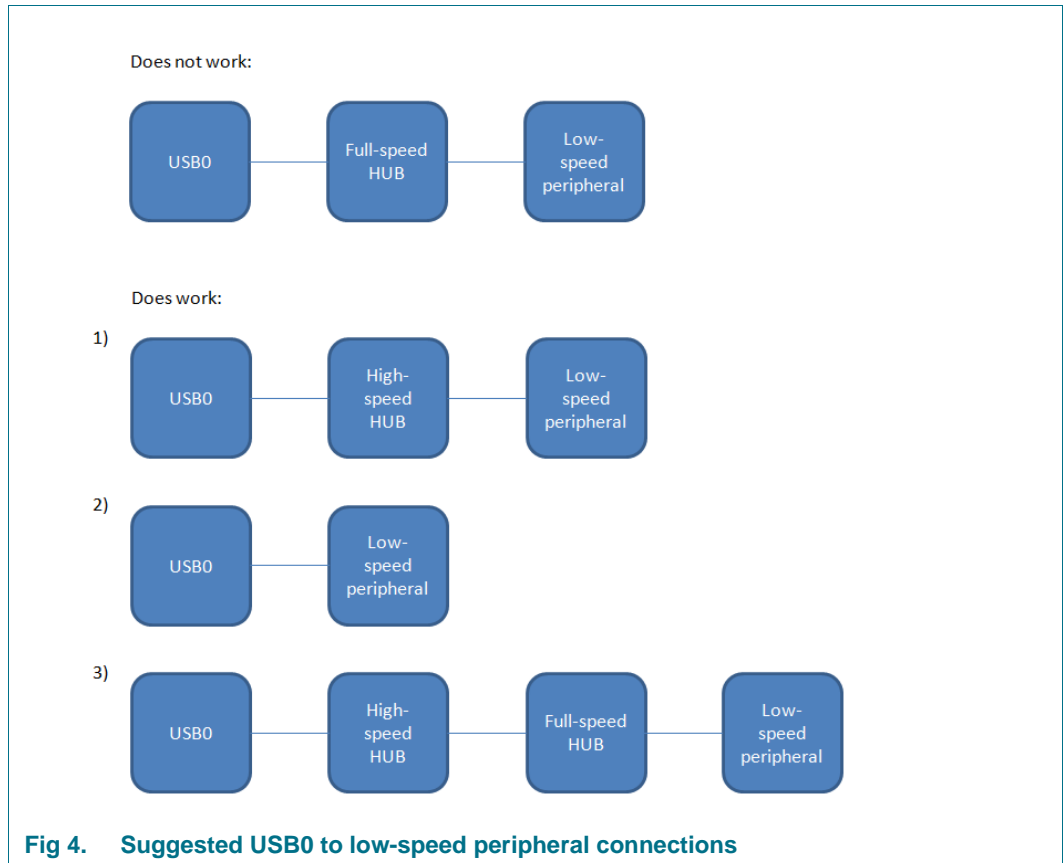 Does not work:
USB0
Full-speed
HUB
Low-
speed
peripheral
Does work:
1)
USB0
High-
speed
HUB
Low-
speed
peripheral
2)
USB0
Low-
speed
peripheral
3)
USB0
High-
speed
HUB
Full-speed
HUB
Low-
speed
peripheral
Fig 4. Suggested USB0 to low-speed peripheral connections